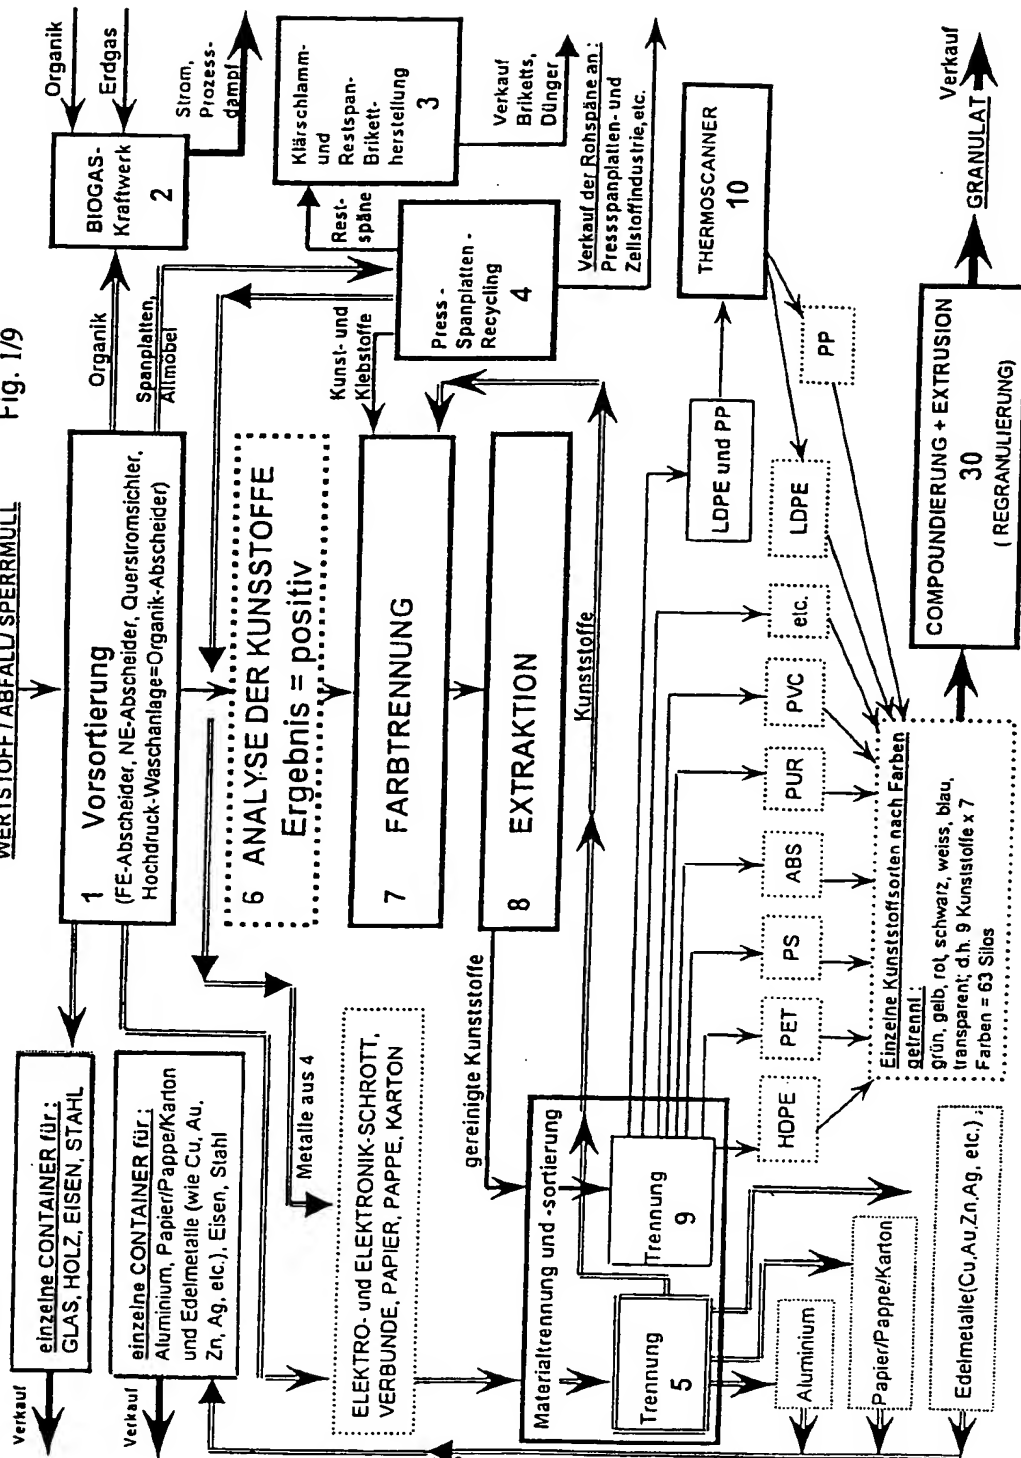 Fig. 1/9
WERTSTOFF / ABFALL / SPERRMÜLL
1 Vorsortierung
(FE-Abscheider, NE-Abscheider, Querstromsichter,
Hochdruck-Waschanlage=Organik-Abscheider)
Organik
Spanplatten,
Altmöbel
Organik
Erdgas
BIOGAS-
Kraftwerk
2
Strom,
Prozess-
dampf
Klärschlamm-
und
Restspan-
Brikett-
herstellung
3
Rest-
späne
Verkauf
Briketts,
Dünger
Press -
Spanplatten -
Recycling
4
Verkauf der Rohspäne an :
Pressspanplatten- und
Zellstoffindustrie, etc.
Kunst- und
Klebstoffe
6 ANALYSE DER KUNSSTOFFE
Ergebnis = positiv
7 FARBTRENNUNG
8 EXTRAKTION
Kunststoffe
gereinigte Kunststoffe
einzelne CONTAINER für :
GLAS, HOLZ, EISEN, STAHL
Verkauf
einzelne CONTAINER für :
Aluminium, Papier/Pappe/Karton
und Edelmetalle (wie Cu, Au,
Zn, Ag, etc.), Eisen, Stahl
Verkauf
Metalle aus 4
ELEKTRO- und ELEKTRONIK-SCHROTT,
VERBUNDE, PAPIER, PAPPE, KARTON
Materialtrennung und -sortierung
Trennung
5
Trennung
9
Aluminium
Papier/Pappe/Karton
Edelmetalle(Cu,Au,Zn,Ag, etc.)
HDPE
PET
PS
ABS
PUR
PVC
etc.
LDPE
PP
LDPE und PP
THERMOSCANNER
10
Einzelne Kunststoffsorten nach Farben
getrennt :
grün, gelb, rot, schwarz, weiss, blau,
transparent; d.h. 9 Kunststoffe x 7
Farben = 63 Silos
COMPOUNDIERUNG + EXTRUSION
30
( REGRANULIERUNG)
GRANULAT
Verkauf